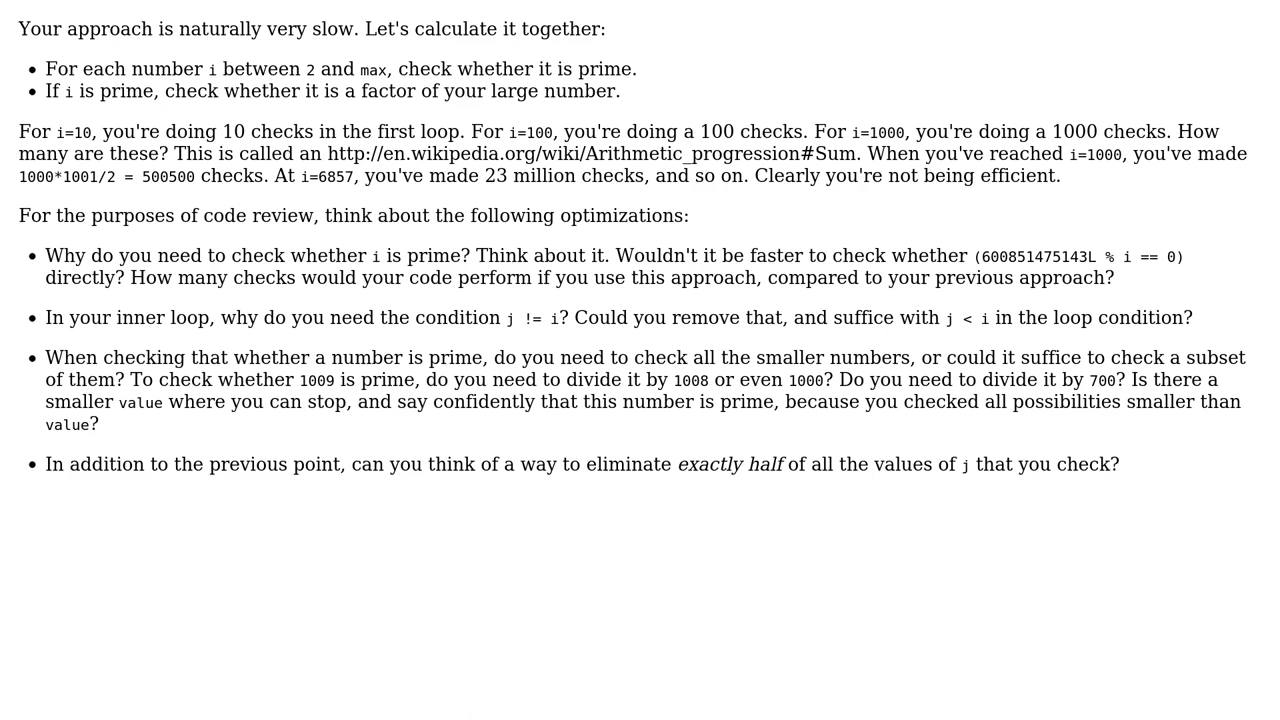 Your approach is naturally very slow. Let's calculate it together:
• For each number i between 2 and max, check whether it is prime.
• If i is prime, check whether it is a factor of your large number.
For i=10, you're doing 10 checks in the first loop. For i=100, you're doing a 100 checks. For i=1000, you're doing a 1000 checks. How
many are these? This is called an http://en.wikipedia.org/wiki/Arithmetic_progression#Sum. When you've reached i=1000, you've made
1000*1001/2 = 500500 checks. At i=6857, you've made 23 million checks, and so on. Clearly you're not being efficient.
For the purposes of code review, think about the following optimizations:
• Why do you need to check whether i is prime? Think about it. Wouldn't it be faster to check whether (600851475143L % i == 0)
directly? How many checks would your code perform if you use this approach, compared to your previous approach?
• In your inner loop, why do you need the condition j != i? Could you remove that, and suffice with j < i in the loop condition?
• When checking that whether a number is prime, do you need to check all the smaller numbers, or could it suffice to check a subset
of them? To check whether 1009 is prime, do you need to divide it by 1008 or even 1000? Do you need to divide it by 700? Is there a
smaller value where you can stop, and say confidently that this number is prime, because you checked all possibilities smaller than
value?
• In addition to the previous point, can you think of a way to eliminate exactly half of all the values of j that you check?